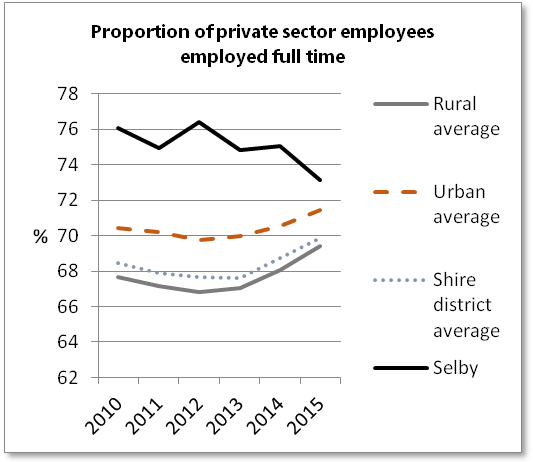 Proportion of private sector employees
employed full time
78
76
74
72
70
68
66
64
62
%
2010
2011
2012
2013
2014
2015
Rural
average
Urban
average
Shire
district
average
Selby